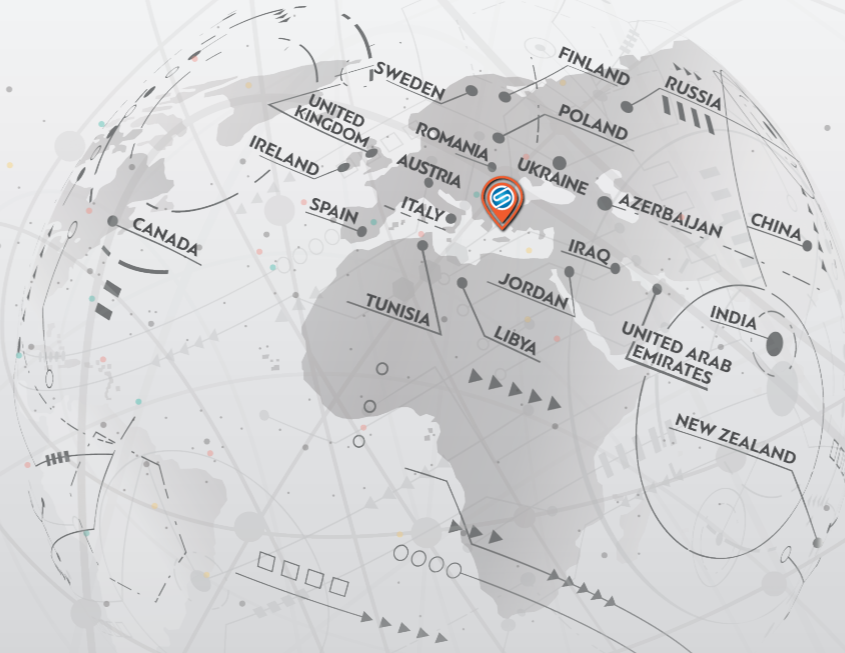 FINLAND
SWEDEN
RUSSIA
UNITED
KINGDOM
POLAND
ROMANIA
IRELAND
AUSTRIA
UKRAINE
SPAIN
ITALY
AZERBAIJAN
CANADA
CHINA
IRAQ
JORDAN
TUNISIA
LIBYA
INDIA
UNITED ARAB
EMIRATES
NEW ZEALAND